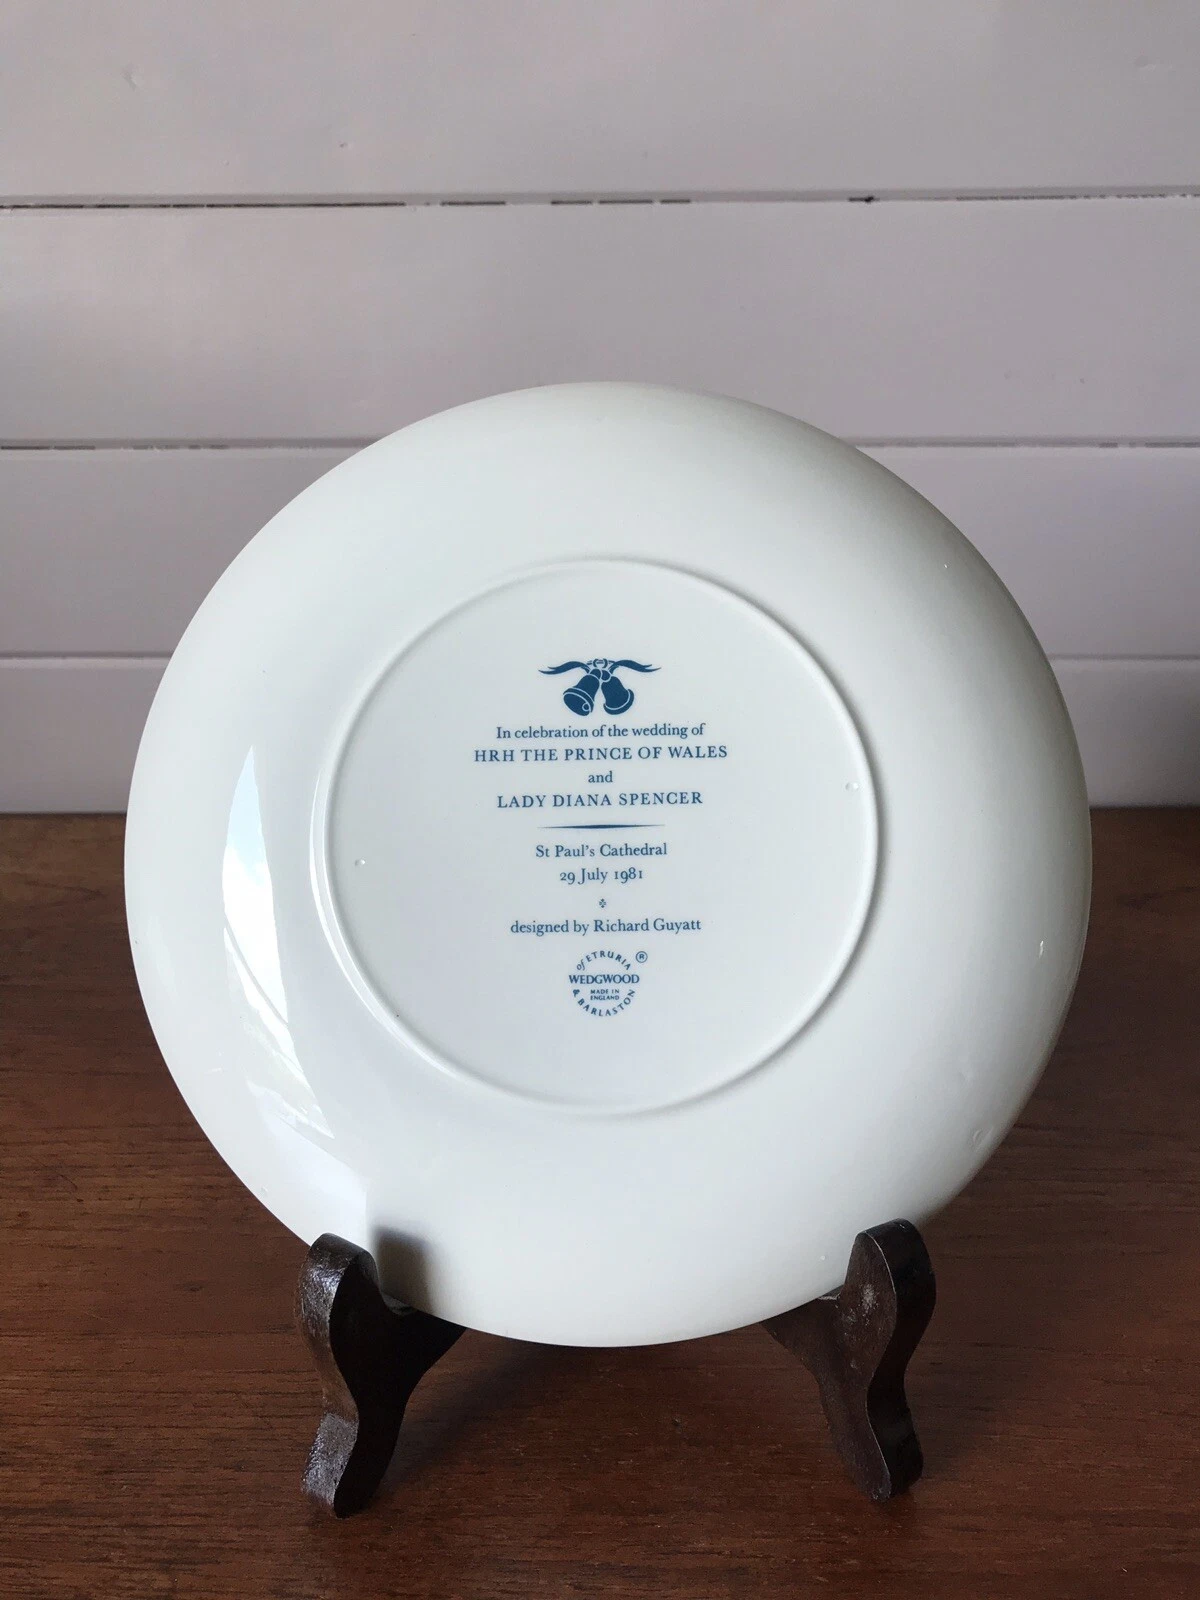 In celebration of the wedding of
HRH THE PRINCE OF WALES
and
LADY DIANA SPENCER
St Paul's Cathedral
29 July 1981
designed by Richard Guyatt
of ETRURIA ®
WEDGWOOD
MADE IN
ENGLAND
& BARLASTON